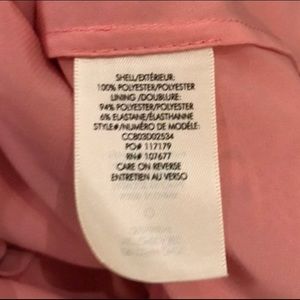 SHELL/EXTÉRIEUR:
100% POLYESTER/POLYESTER
LINING /DOUBLURE:
94% POLYESTER/POLYESTER
6% ELASTANE/ÉLASTHANNE
STYLE#/NUMÉRO DE MODÈLE:
CC803D02534
PO# 117179
RN# 107677
CARE ON REVERSE
ENTRETIEN AU VERSO